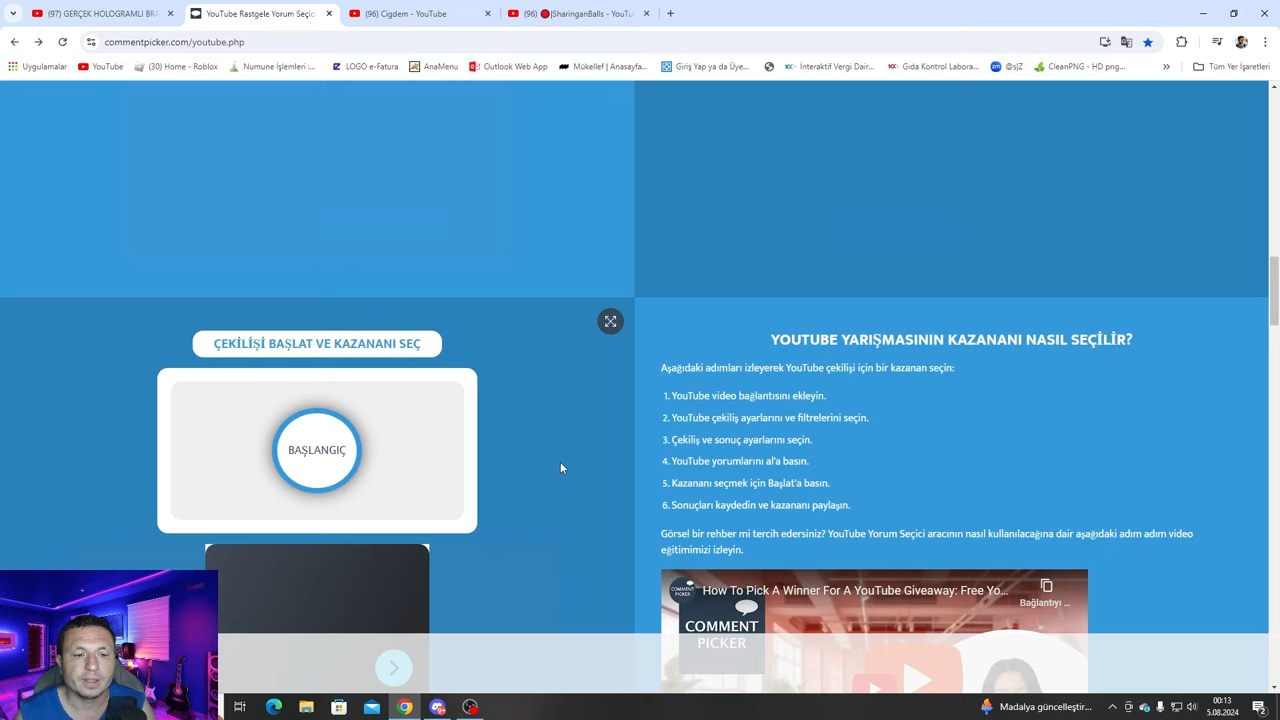 (97) GERÇEK HOLOGRAMLI BRA
YouTube Rastgele Yorum Seçic
(96) Cigdem - YouTube
(96) 🔴|SharinganBalls - YouTu
commentpicker.com/youtube.php
Uygulamalar
YouTube
(30) Home - Roblox
Numune İşlemleri :...
LOGO e-Fatura
AnaMenu
Outlook Web App
Mükellef | Anasayfa...
Giriş Yap ya da Üye...
İnteraktif Vergi Dair...
Gıda Kontrol Labora...
@s|Z
CleanPNG - HD png...
»
Tüm Yer İşaretleri
ÇEKİLİŞİ BAŞLAT VE KAZANANI SEÇ
BAŞLANGIÇ
YOUTUBE YARIŞMASININ KAZANANI NASIL SEÇİLİR?
Aşağıdaki adımları izleyerek YouTube çekilişi için bir kazanan seçin:
1. YouTube video bağlantısını ekleyin.
2. YouTube çekiliş ayarlarını ve filtrelerini seçin.
3. Çekiliş ve sonuç ayarlarını seçin.
4. YouTube yorumlarını al'a basın.
5. Kazananı seçmek için Başlat'a basın.
6. Sonuçları kaydedin ve kazananı paylaşın.
Görsel bir rehber mi tercih edersiniz? YouTube Yorum Seçici aracının nasıl kullanılacağına dair aşağıdaki adım adım video
eğitimimizi izleyin.
COMMENT
PICKER
How To Pick A Winner For A YouTube Giveaway: Free Yo...
Bağlantıyı ...
COMMENT
PICKER
Madalya güncelleştir...
00:13
5.08.2024
2